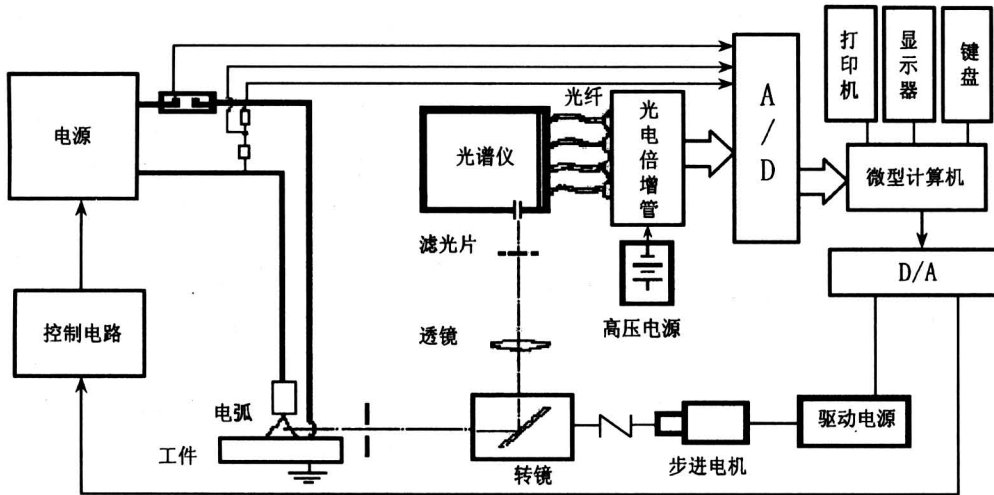 打印机
显示器
键盘
A/D
电源
光纤
光谱仪
光电倍增管
微型计算机
滤光片
D/A
控制电路
高压电源
透镜
电弧
驱动电源
工件
转镜
步进电机